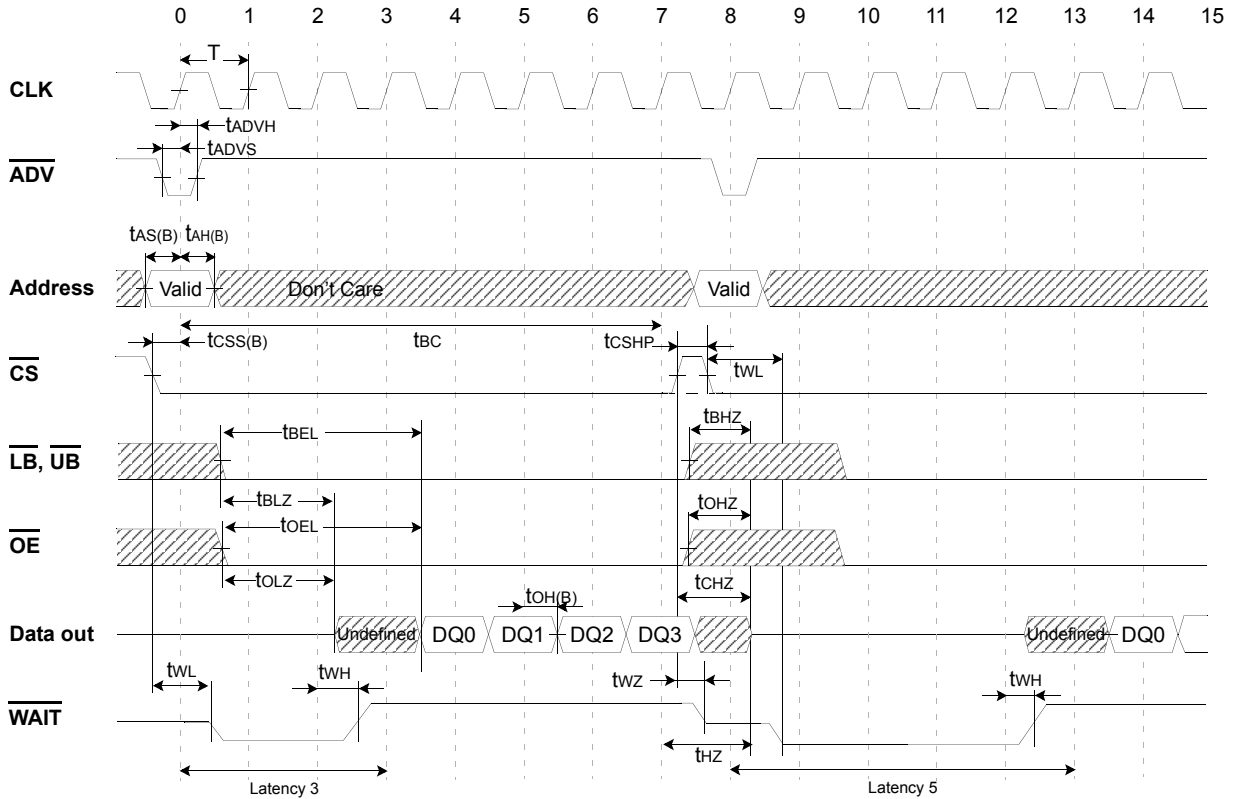 0 1 2 3 4 5 6 7 8 9 10 11 12 13 14 15
T
CLK
tADVH
tADVS
ADV
tAS(B) tAH(B)
Address Valid Don't Care Valid
tCSS(B) tBC tCSHP
CS tWL
tBEL tBHZ
LB, UB
tBLZ tOHZ
tOEL
OE
tOLZ tCHZ
tOH(B)
Data out Undefined DQ0 DQ1 DQ2 DQ3 Undefined DQ0
tWL tWH tWZ tWH
WAIT
tHZ
Latency 3 Latency 5